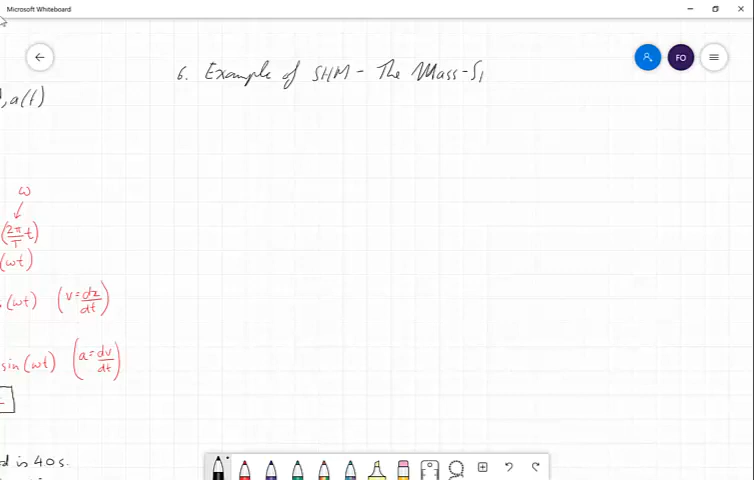 Microsoft Whiteboard
FO
6. Example of SHM - The Mass-S
, a(t)
ω
(2π/T t)
(ωt)
(ωt) (v = dx/dt)
sin(ωt) (a = dv/dt)
is 40s.